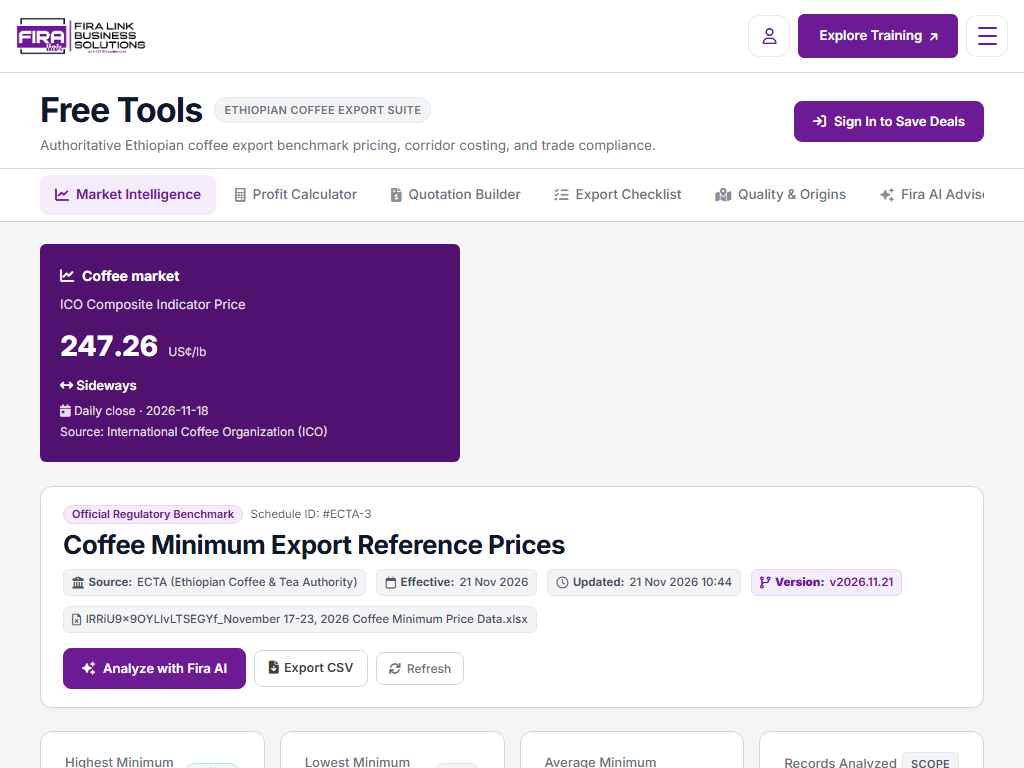 FIRA LINK
BUSINESS
SOLUTIONS
FIRA
Explore Training
Free Tools
ETHIOPIAN COFFEE EXPORT SUITE
Authoritative Ethiopian coffee export benchmark pricing, corridor costing, and trade compliance.
Sign In to Save Deals
Market Intelligence
Profit Calculator
Quotation Builder
Export Checklist
Quality & Origins
Fira AI Advis
Coffee market
ICO Composite Indicator Price
247.26 US¢/lb
Sideways
Daily close · 2026-11-18
Source: International Coffee Organization (ICO)
Official Regulatory Benchmark Schedule ID: #ECTA-3
Coffee Minimum Export Reference Prices
Source: ECTA (Ethiopian Coffee & Tea Authority)
Effective: 21 Nov 2026
Updated: 21 Nov 2026 10:44
Version: v2026.11.21
IRRiU9×9OYLIvLTSEGYf_November 17-23, 2026 Coffee Minimum Price Data.xlsx
Analyze with Fira AI
Export CSV
Refresh
Highest Minimum
Lowest Minimum
Average Minimum
Records Analyzed
SCOPE